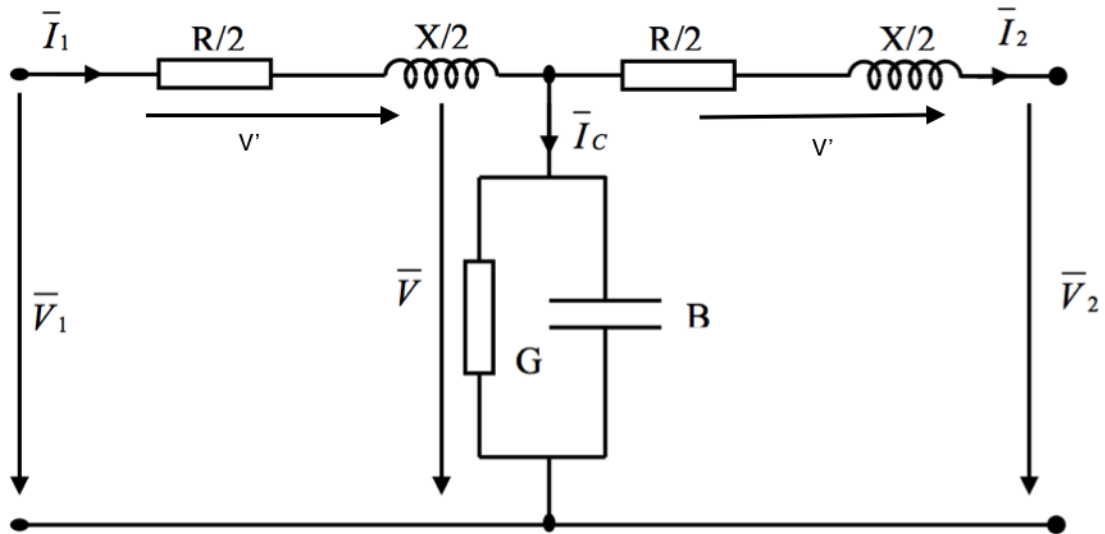 I̅₁ R/2 X/2 R/2 X/2 I̅₂
V' I̅C V'
V̅₁ V̅ B V̅₂
G